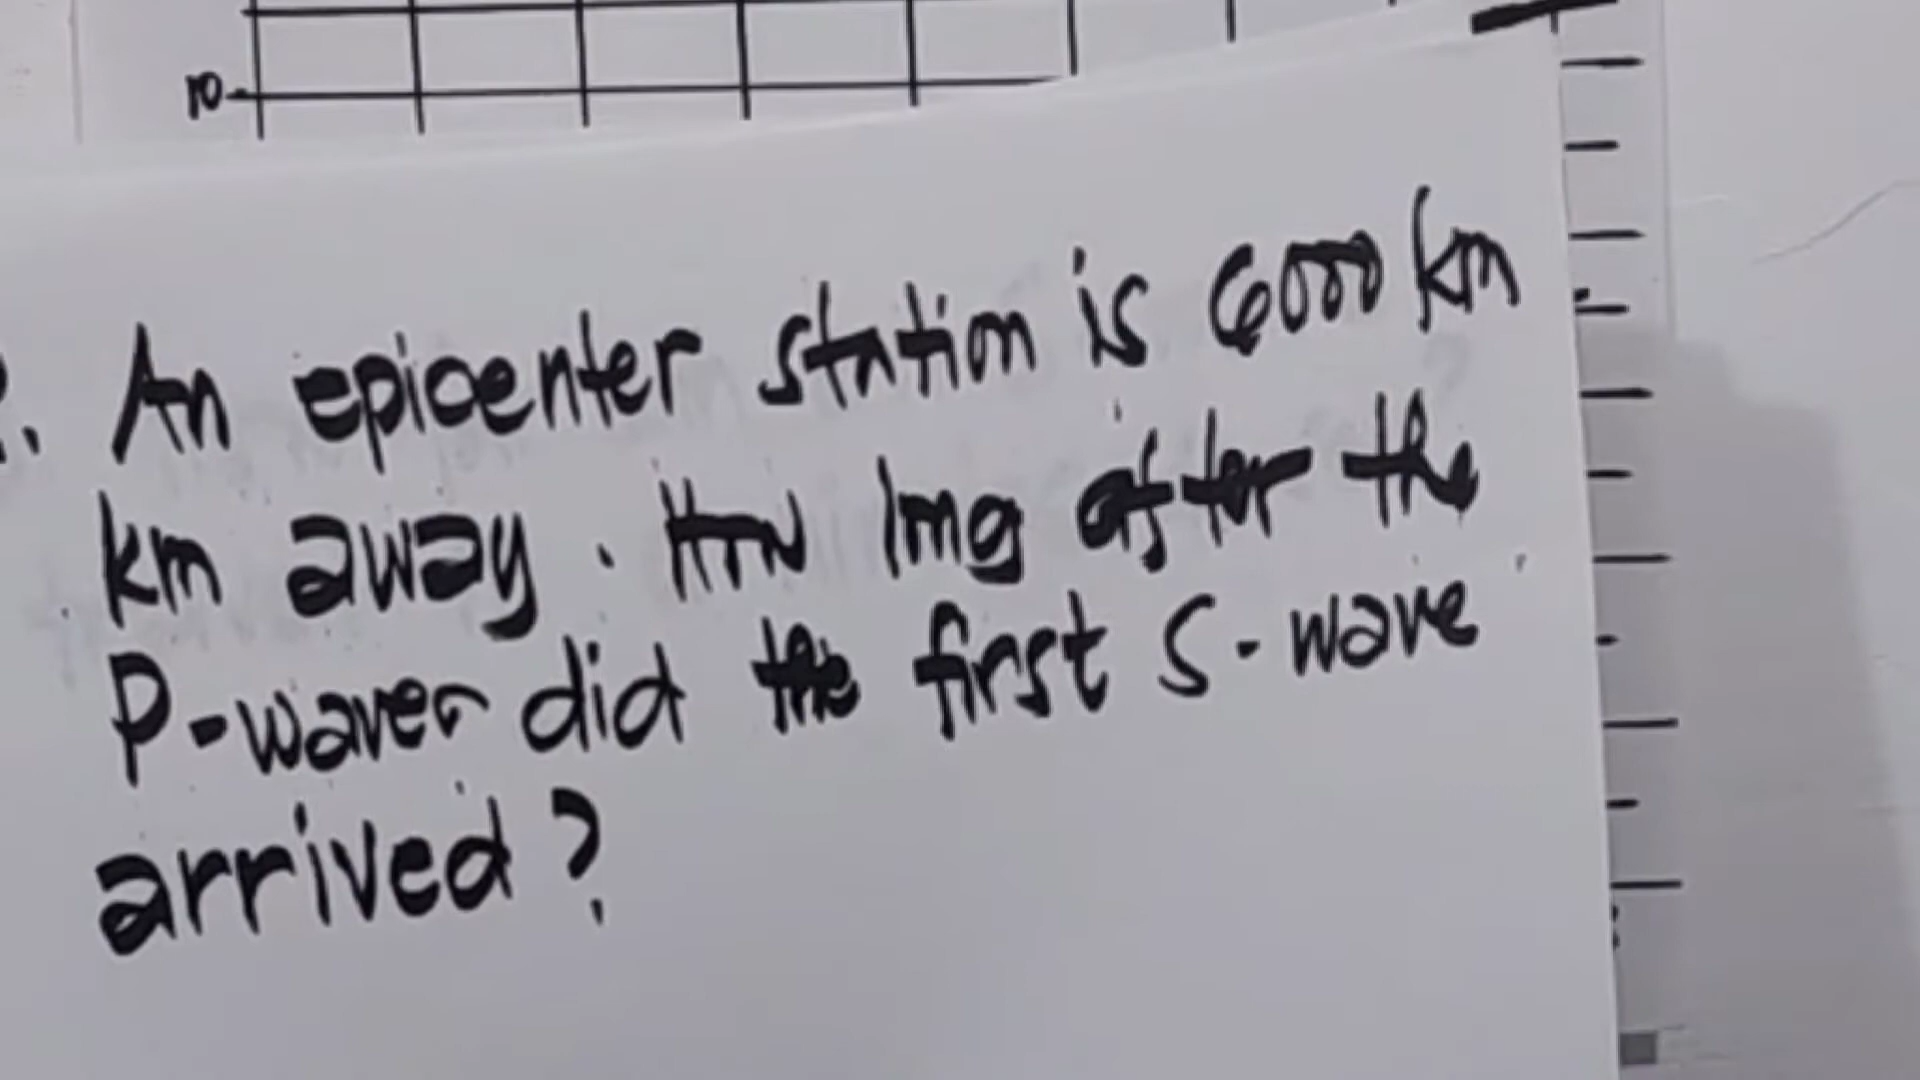 10
2. An epicenter station is 6000 km
km away. How long after the
P-waves did the first S-wave
arrived?